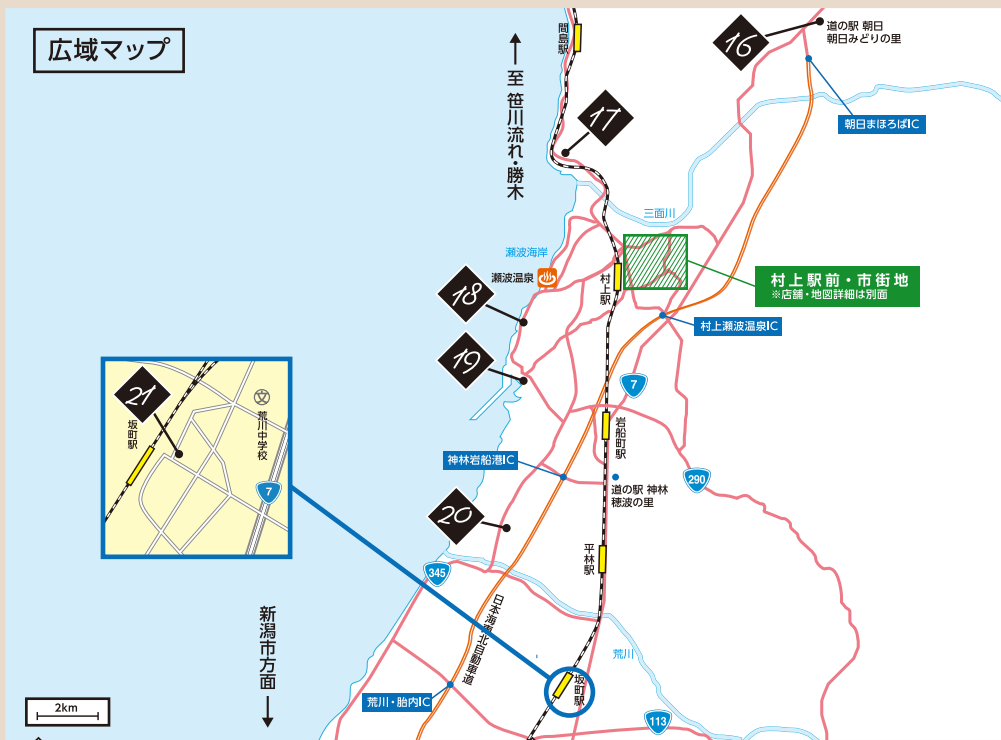 広域マップ
間島駅
至 笹川流れ・勝木
16
道の駅 朝日
朝日みどりの里
朝日まほろばIC
17
三面川
瀬波海岸
瀬波温泉
村上駅
村上駅前・市街地
※店舗・地図詳細は別面
18
村上瀬波温泉IC
19
7
21
坂町駅
荒川中学校
文
7
岩船町駅
神林岩船港IC
道の駅 神林
穂波の里
290
20
平林駅
345
日本海東北自動車道
新潟市方面
荒川
坂町駅
荒川・胎内IC
2km
113